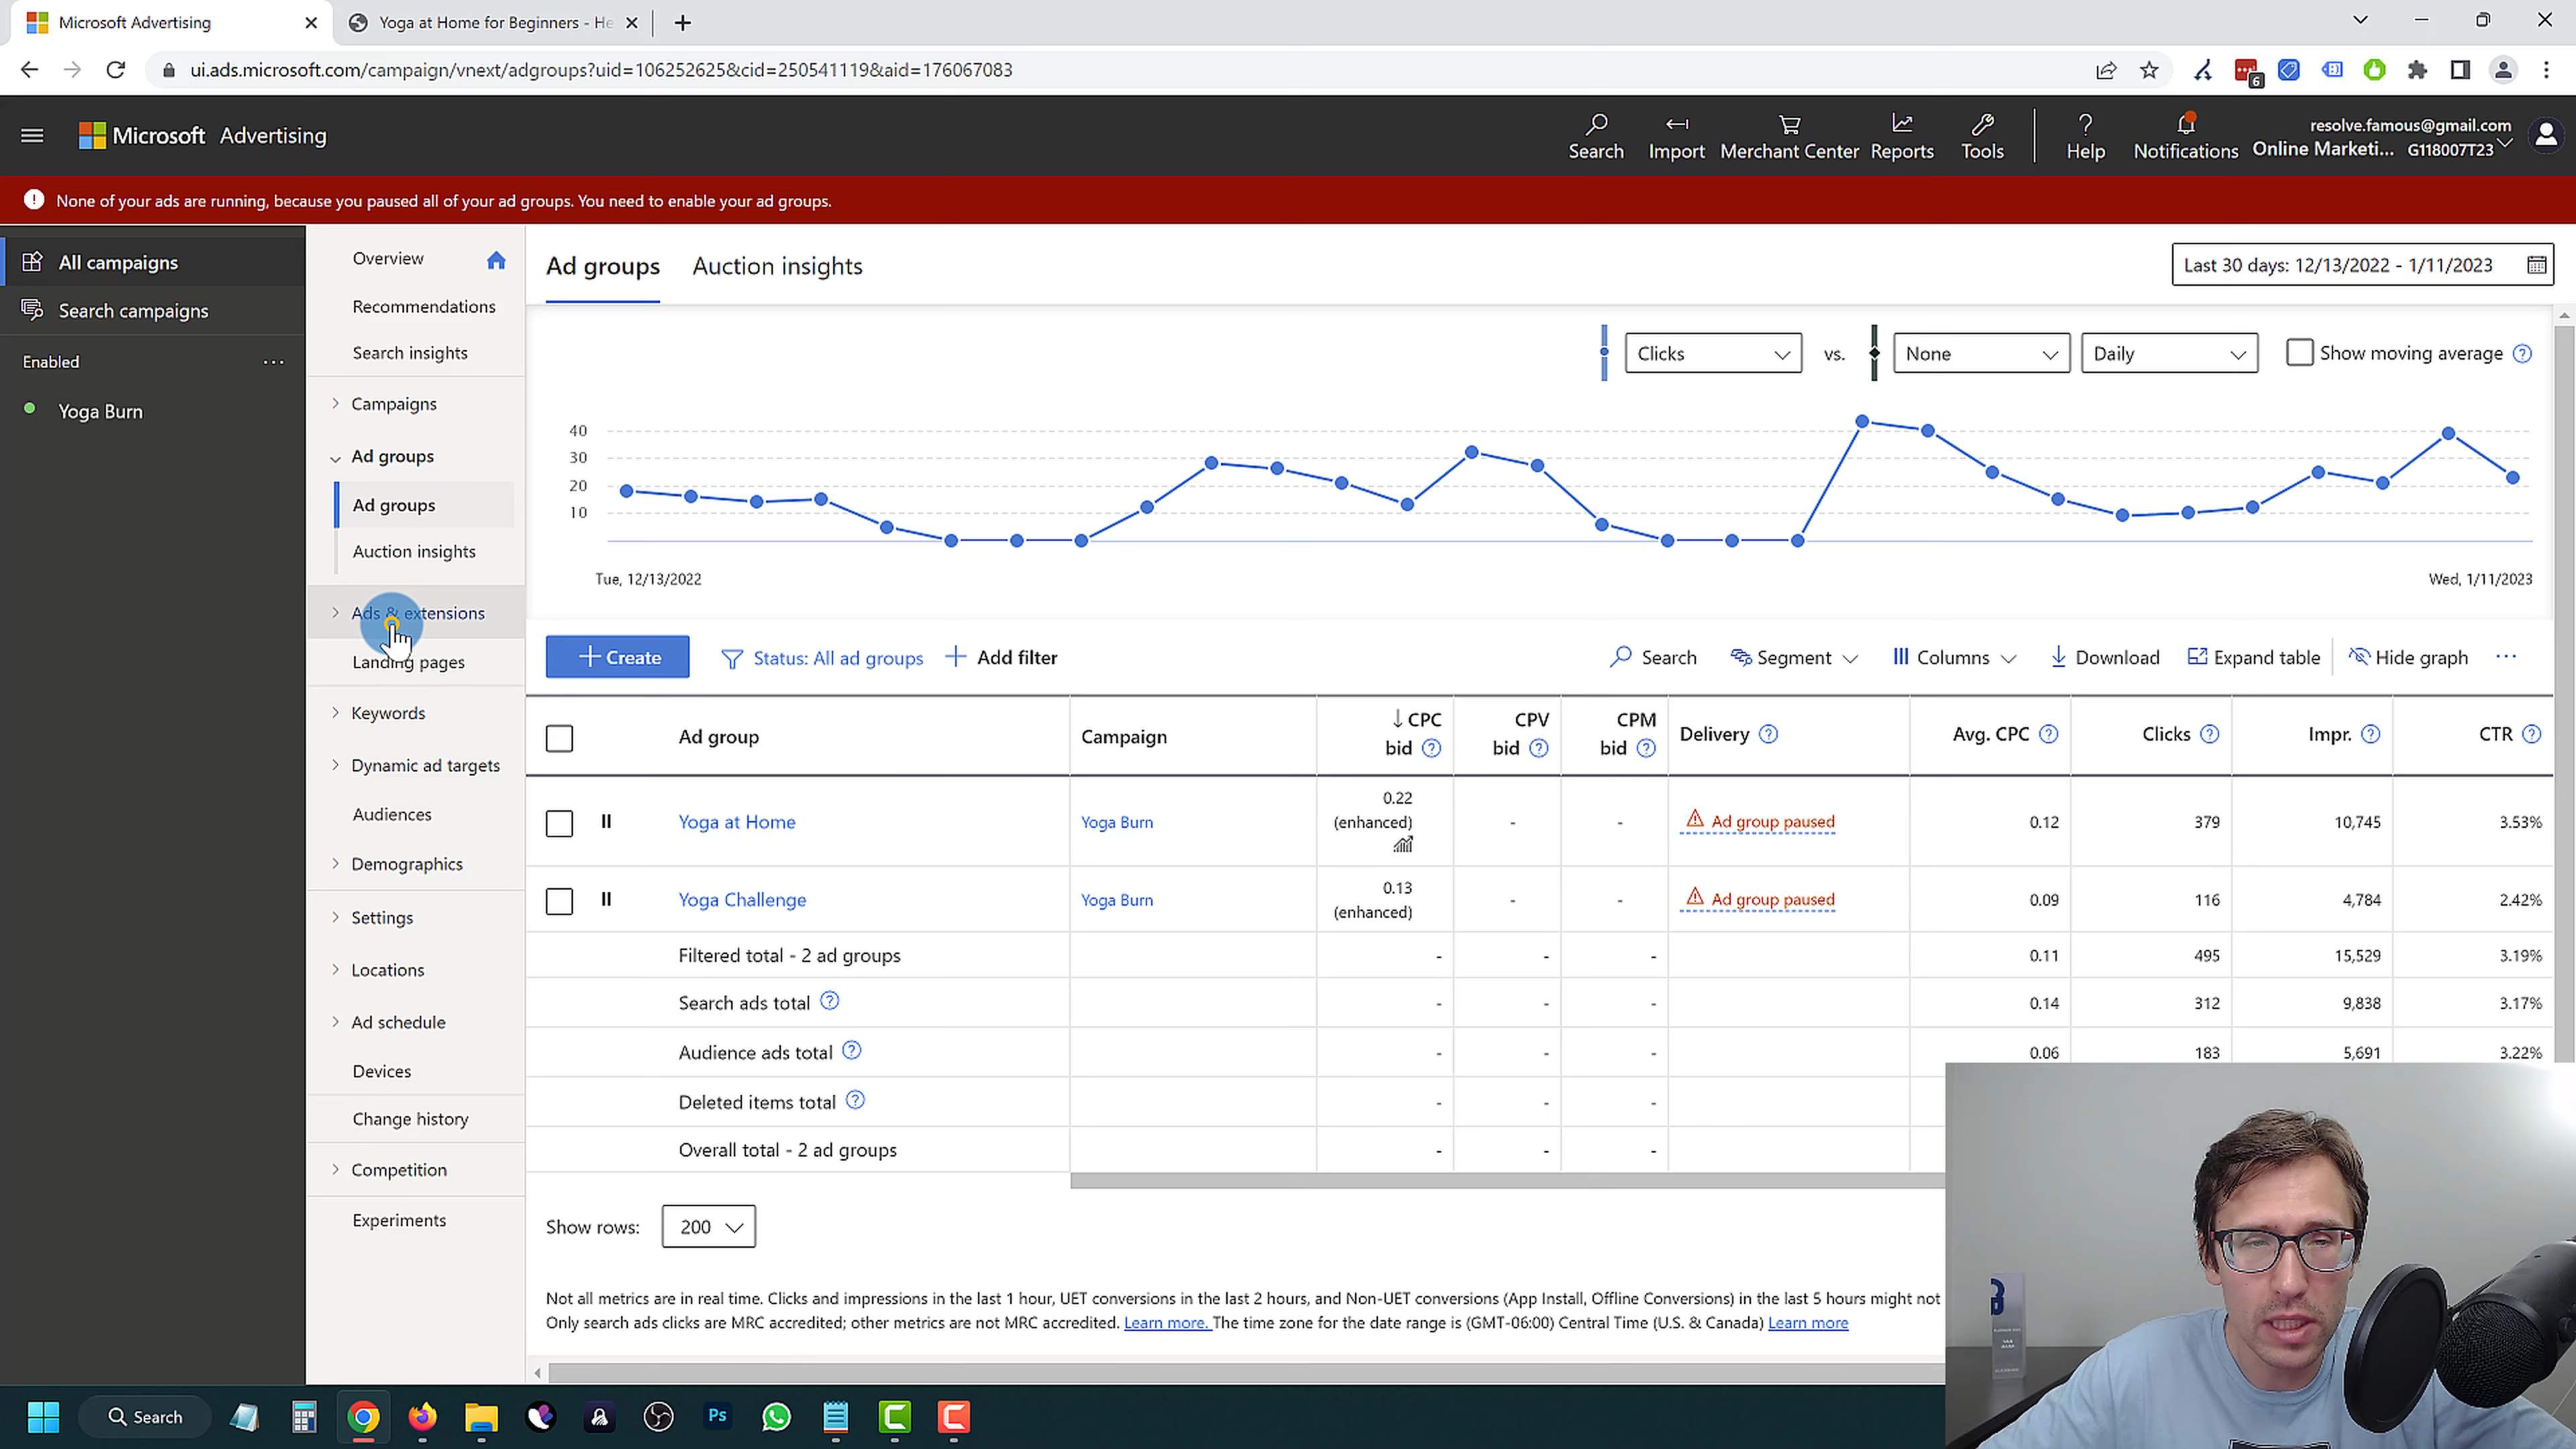 Microsoft Advertising
Yoga at Home for Beginners - He
ui.ads.microsoft.com/campaign/vnext/adgroups?uid=106252625&cid=250541119&aid=176067083
6
Microsoft Advertising
Search
Import
Merchant Center
Reports
Tools
Help
Notifications
resolve.famous@gmail.com
Online Marketi... G118007T23
None of your ads are running, because you paused all of your ad groups. You need to enable your ad groups.
All campaigns
Search campaigns
Enabled
Yoga Burn
Overview
Recommendations
Search insights
Campaigns
Ad groups
Ad groups
Auction insights
Ads & extensions
Landing pages
Keywords
Dynamic ad targets
Audiences
Demographics
Settings
Locations
Ad schedule
Devices
Change history
Competition
Experiments
Ad groups Auction insights
Last 30 days: 12/13/2022 - 1/11/2023
Clicks vs. None Daily Show moving average
40
30
20
10
Tue, 12/13/2022 Wed, 1/11/2023
+ Create Status: All ad groups + Add filter Search Segment Columns Download Expand table Hide graph ...
Ad group Campaign CPC bid CPV bid CPM bid Delivery Avg. CPC Clicks Impr. CTR
Yoga at Home Yoga Burn 0.22 (enhanced) - - Ad group paused 0.12 379 10,745 3.53%
Yoga Challenge Yoga Burn 0.13 (enhanced) - - Ad group paused 0.09 116 4,784 2.42%
Filtered total - 2 ad groups - - - 0.11 495 15,529 3.19%
Search ads total - - - 0.14 312 9,838 3.17%
Audience ads total - - - 0.06 183 5,691 3.22%
Deleted items total - - -
Overall total - 2 ad groups - - -
Show rows: 200
Not all metrics are in real time. Clicks and impressions in the last 1 hour, UET conversions in the last 2 hours, and Non-UET conversions (App Install, Offline Conversions) in the last 5 hours might not
Only search ads clicks are MRC accredited; other metrics are not MRC accredited. Learn more. The time zone for the date range is (GMT-06:00) Central Time (U.S. & Canada) Learn more
Search
Ps